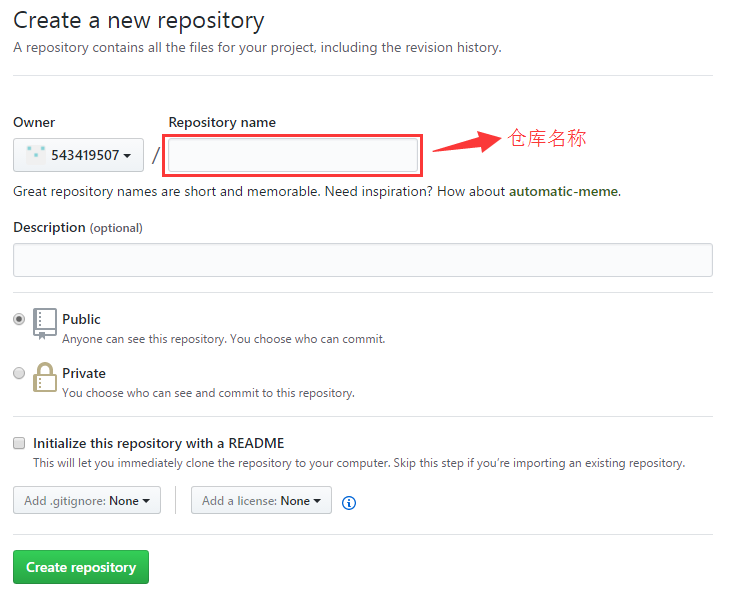 Create a new repository
A repository contains all the files for your project, including the revision history.
Owner
Repository name
543419507
/
仓库名称
Great repository names are short and memorable. Need inspiration? How about automatic-meme.
Description (optional)
Public
Anyone can see this repository. You choose who can commit.
Private
You choose who can see and commit to this repository.
Initialize this repository with a README
This will let you immediately clone the repository to your computer. Skip this step if you're importing an existing repository.
Add .gitignore: None
Add a license: None
Create repository